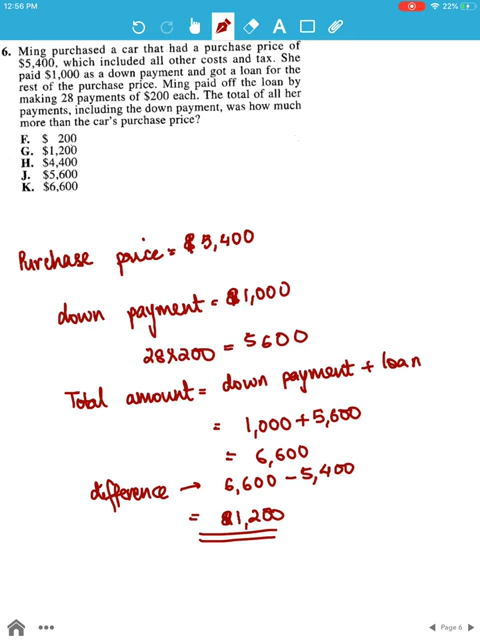 12:56 PM
22%
6. Ming purchased a car that had a purchase price of
$5,400, which included all other costs and tax. She
paid $1,000 as a down payment and got a loan for the
rest of the purchase price. Ming paid off the loan by
making 28 payments of $200 each. The total of all her
payments, including the down payment, was how much
more than the car's purchase price?
F. $ 200
G. $1,200
H. $4,400
J. $5,600
K. $6,600
Purchase price = $5,400
down payment = $1,000
28x200 = 5600
Total amount = down payment + loan
= 1,000 + 5,600
= 6,600
difference → 6,600 - 5,400
= $1,200
Page 6